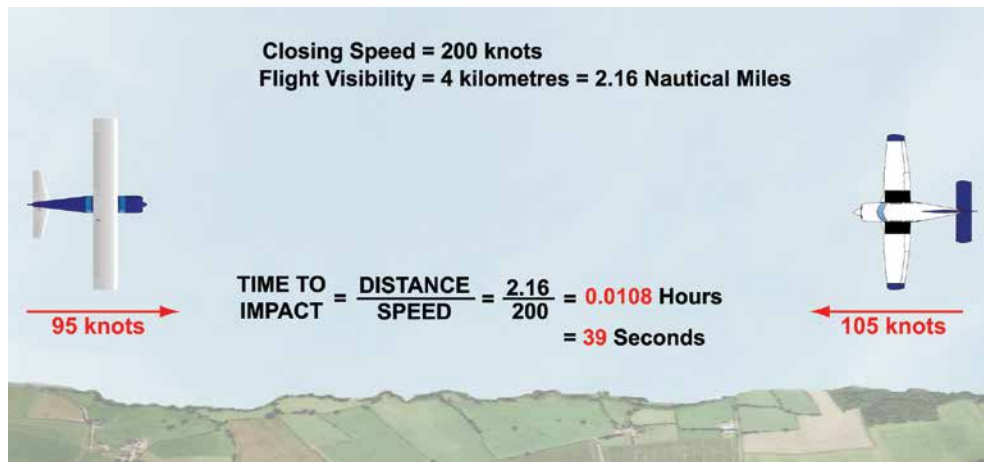 Closing Speed = 200 knots
Flight Visibility = 4 kilometres = 2.16 Nautical Miles
TIME TO IMPACT = DISTANCE / SPEED = 2.16 / 200 = 0.0108 Hours
= 39 Seconds
95 knots
105 knots